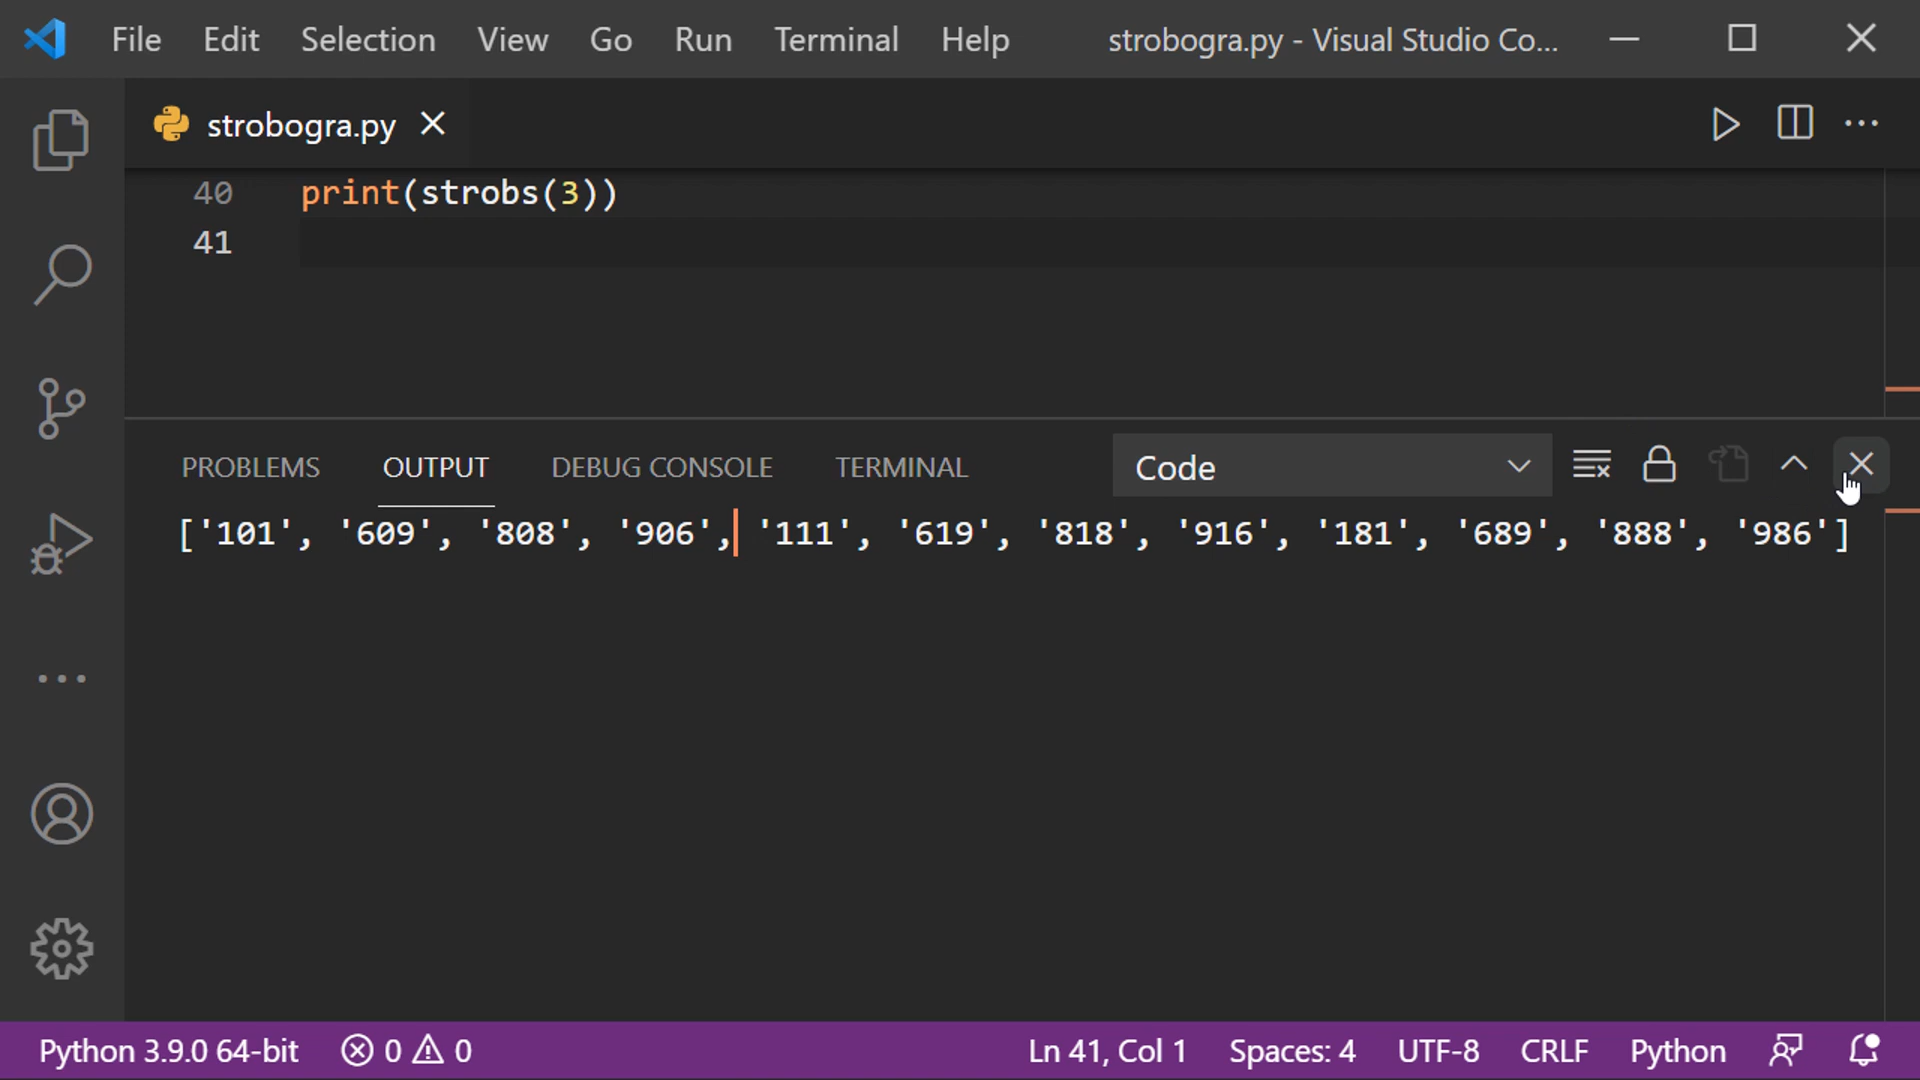 File Edit Selection View Go Run Terminal Help strobogra.py - Visual Studio Co...
strobogra.py
40 print(strobs(3))
41
PROBLEMS OUTPUT DEBUG CONSOLE TERMINAL Code
['101', '609', '808', '906', '111', '619', '818', '916', '181', '689', '888', '986']
Python 3.9.0 64-bit 0 0 Ln 41, Col 1 Spaces: 4 UTF-8 CRLF Python